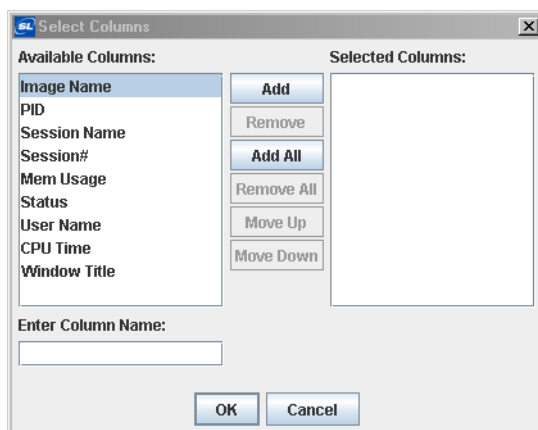 SL Select Columns
Available Columns:
Selected Columns:
Image Name
PID
Session Name
Session#
Mem Usage
Status
User Name
CPU Time
Window Title
Add
Remove
Add All
Remove All
Move Up
Move Down
Enter Column Name:
OK
Cancel